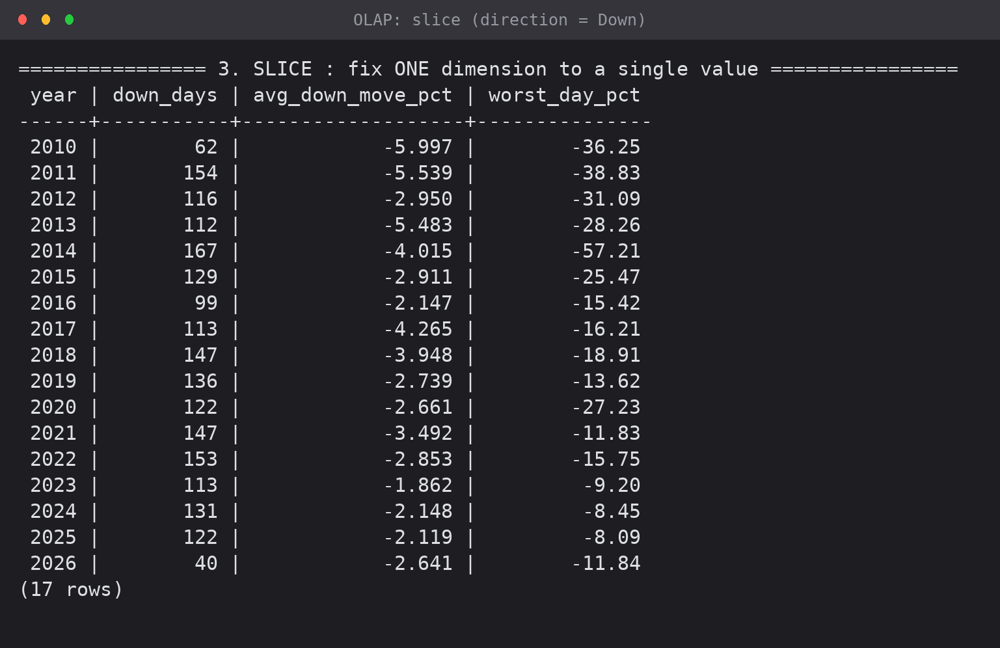 OLAP: slice (direction = Down)
================ 3. SLICE : fix ONE dimension to a single value ================
 year | down_days | avg_down_move_pct | worst_day_pct
------+-----------+-------------------+---------------
 2010 |        62 |            -5.997 |        -36.25
 2011 |       154 |            -5.539 |        -38.83
 2012 |       116 |            -2.950 |        -31.09
 2013 |       112 |            -5.483 |        -28.26
 2014 |       167 |            -4.015 |        -57.21
 2015 |       129 |            -2.911 |        -25.47
 2016 |        99 |            -2.147 |        -15.42
 2017 |       113 |            -4.265 |        -16.21
 2018 |       147 |            -3.948 |        -18.91
 2019 |       136 |            -2.739 |        -13.62
 2020 |       122 |            -2.661 |        -27.23
 2021 |       147 |            -3.492 |        -11.83
 2022 |       153 |            -2.853 |        -15.75
 2023 |       113 |            -1.862 |         -9.20
 2024 |       131 |            -2.148 |         -8.45
 2025 |       122 |            -2.119 |         -8.09
 2026 |        40 |            -2.641 |        -11.84
(17 rows)